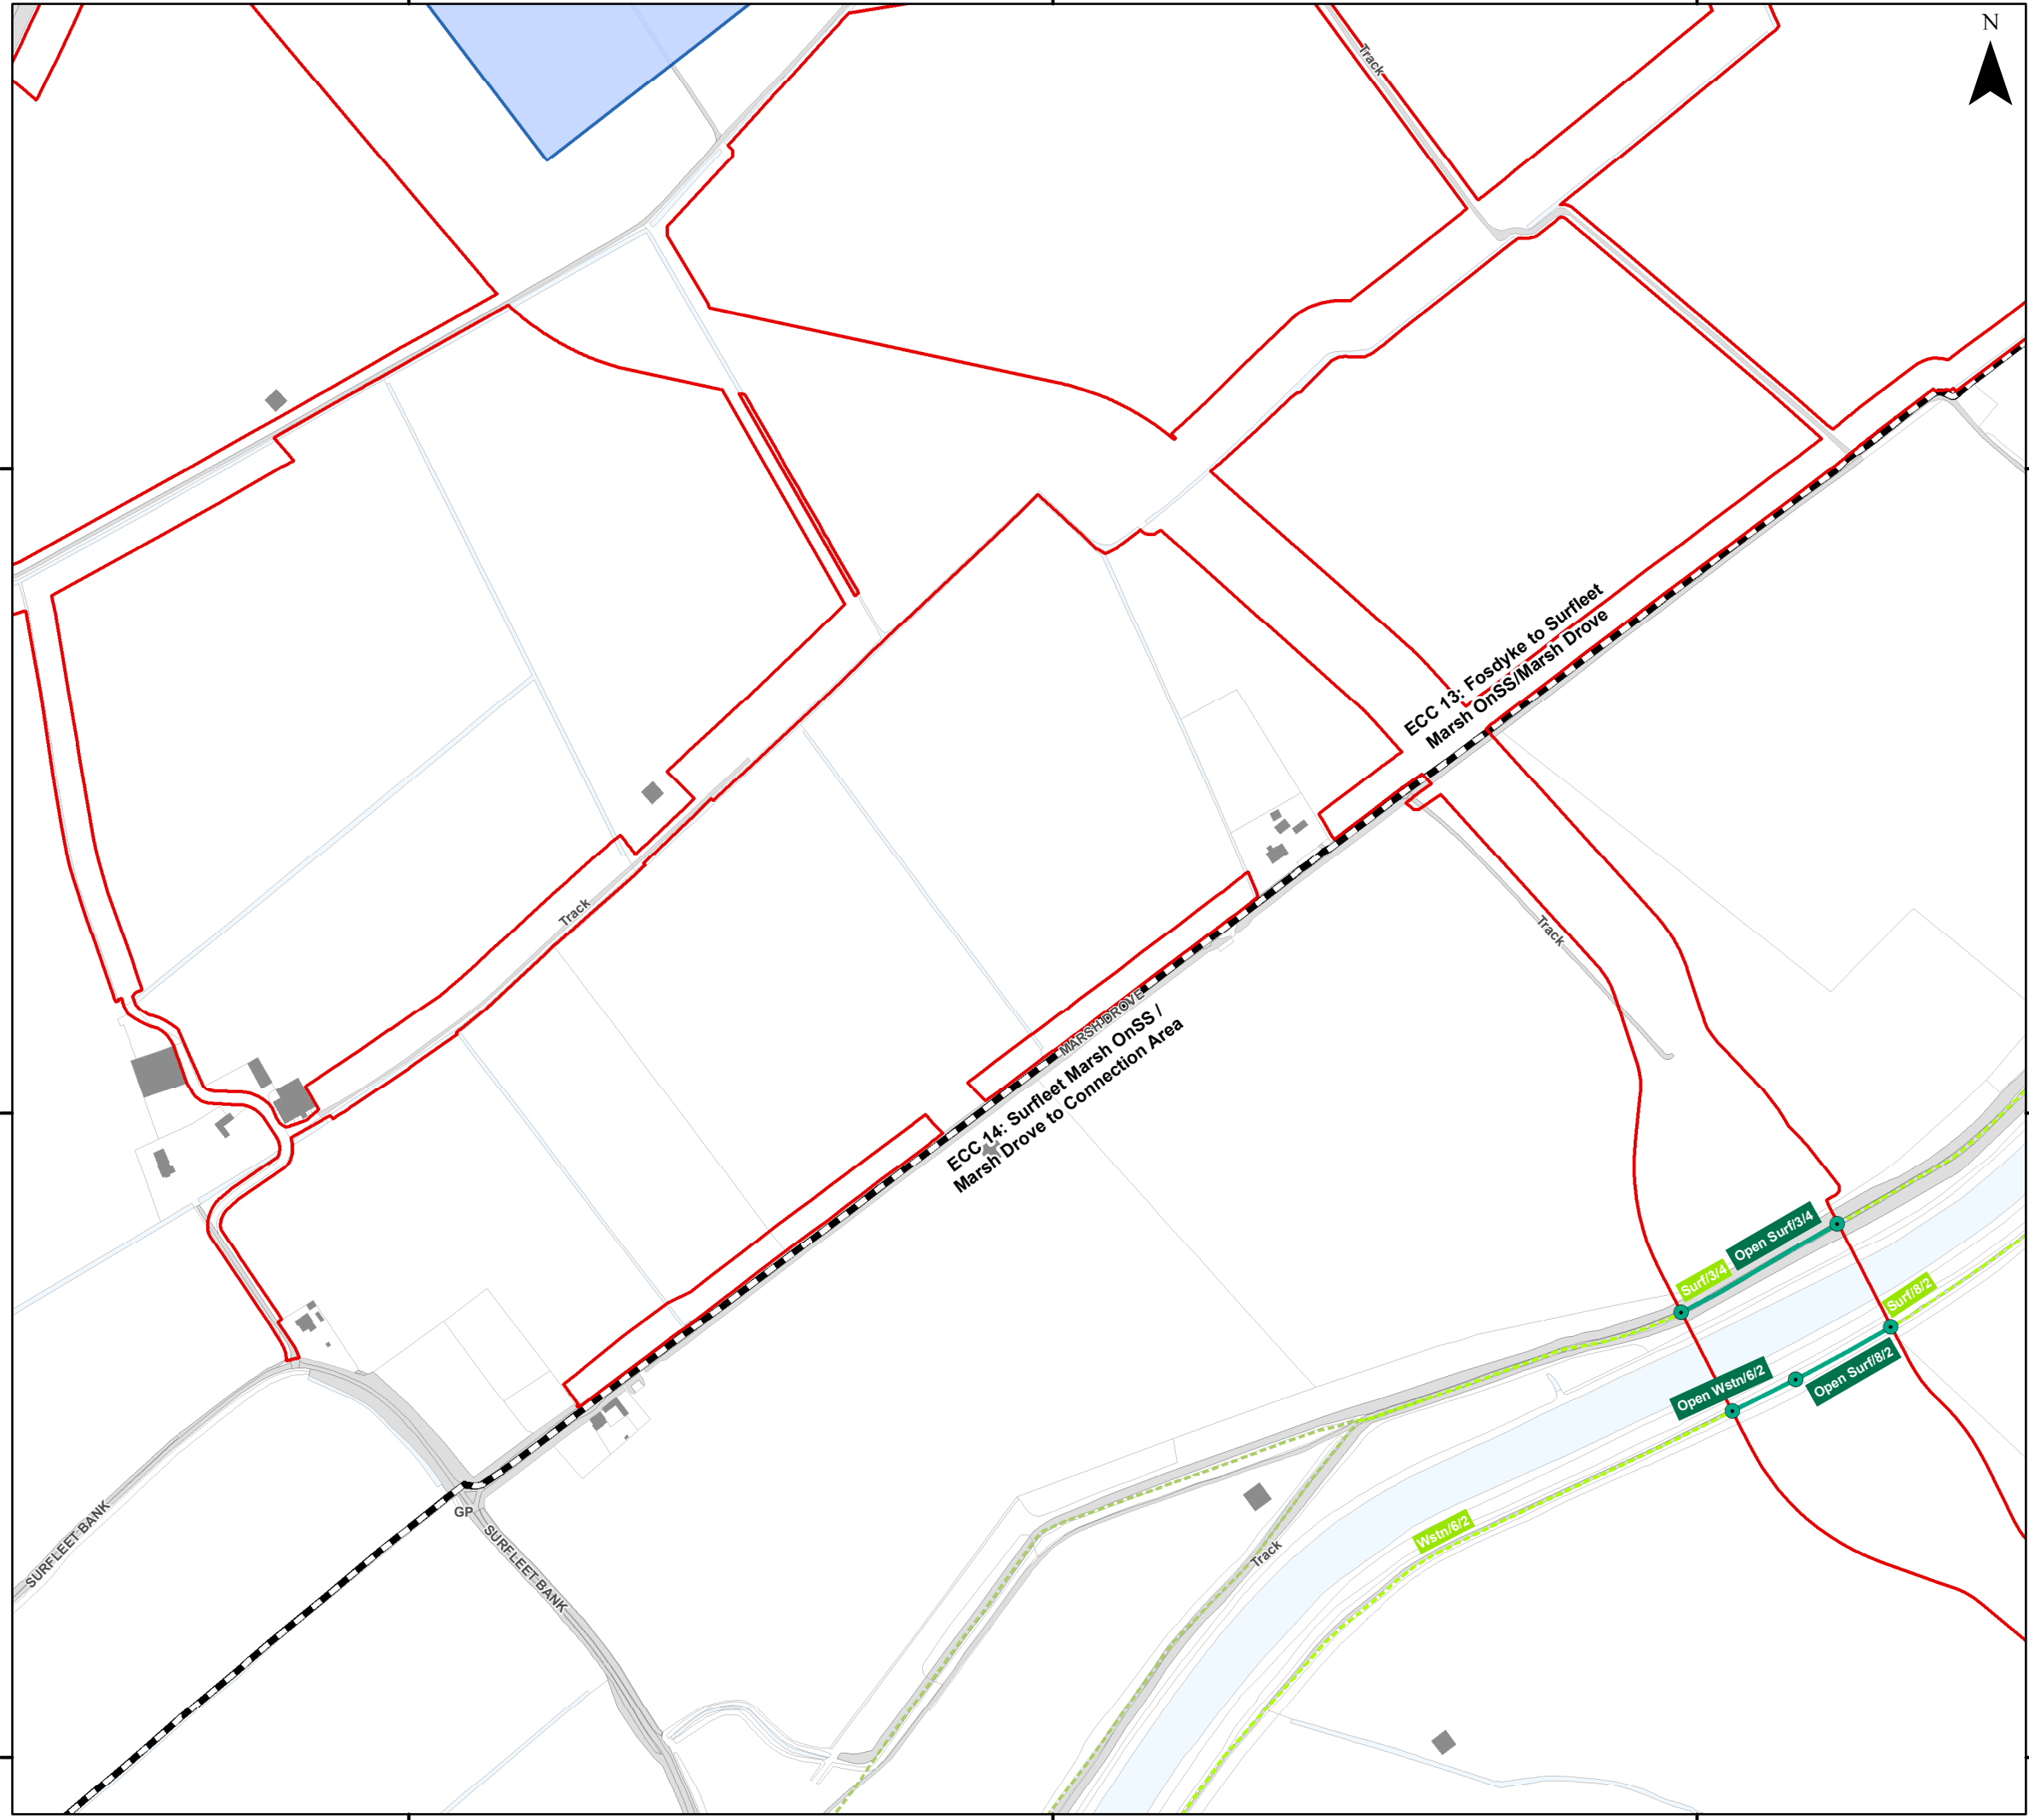 N
Track
ECC 13: Fosdyke to Surfleet
Marsh OnSS/Marsh Drove
Track
Track
MARSH DROVE
ECC 14: Surfleet Marsh OnSS /
Marsh Drove to Connection Area
Open Surf/3/4
Surf/3/4
Surf/8/2
Open Surf/8/2
Open Wstn/6/2
Wstn/6/2
Track
GP
SURFLEET BANK
SURFLEET BANK